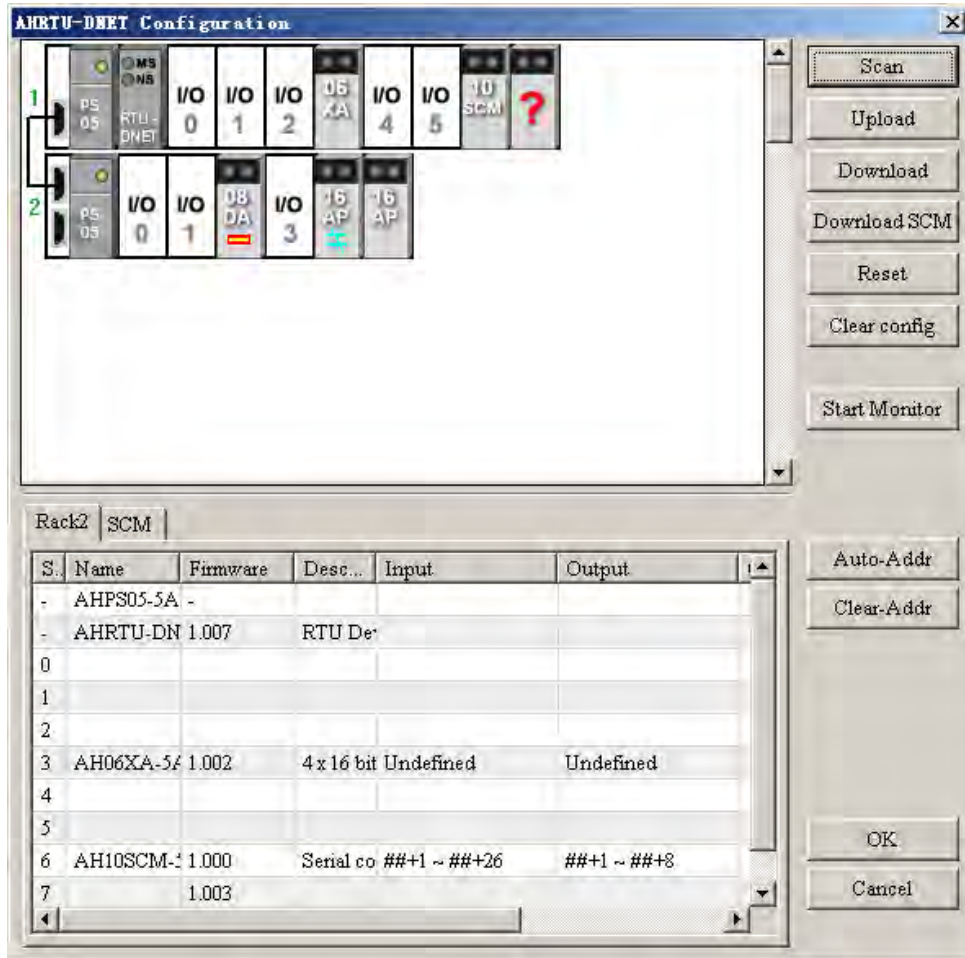 AHRTU-DNET Configuration
1
PS 05
MS
NS
RTU-DNET
I/O 0
I/O 1
I/O 2
06 XA
I/O 4
I/O 5
10 SCM
?
2
PS 05
I/O 0
I/O 1
08 DA
I/O 3
16 AP
16 AP
Scan
Upload
Download
Download SCM
Reset
Clear config
Start Monitor
Rack2 SCM
S.. Name Firmware Desc... Input Output
- AHPS05-5A -
- AHRTU-DN 1.007 RTU De
0
1
2
3 AH06XA-5A 1.002 4 x 16 bit Undefined Undefined
4
5
6 AH10SCM-5 1.000 Serial co ##+1 ~ ##+26 ##+1 ~ ##+8
7 1.003
Auto-Addr
Clear-Addr
OK
Cancel